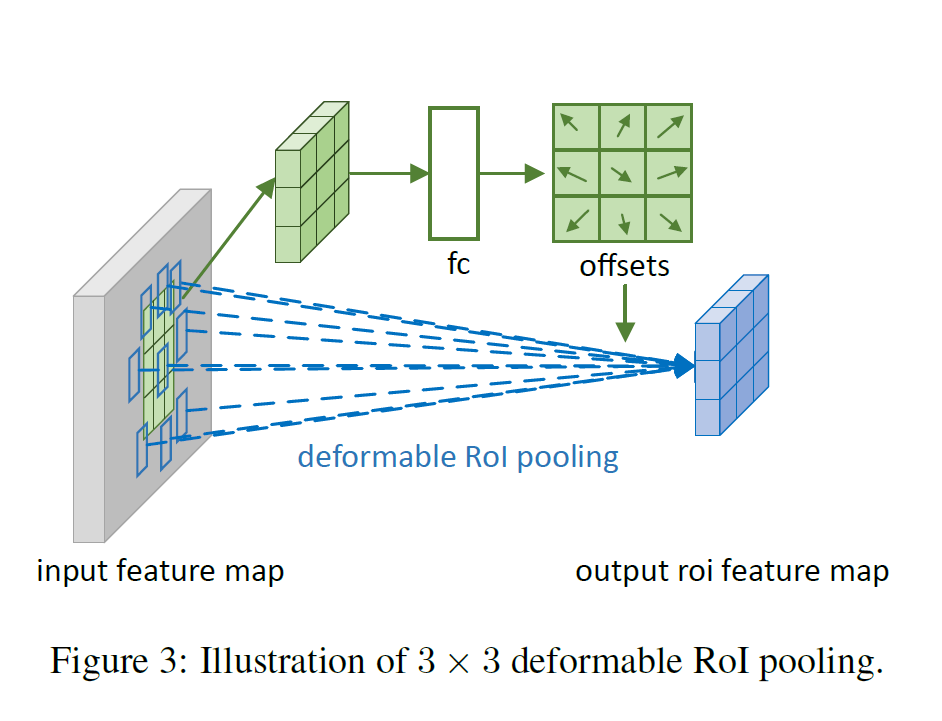 fc
offsets
deformable RoI pooling
input feature map
output roi feature map
Figure 3: Illustration of 3 × 3 deformable RoI pooling.